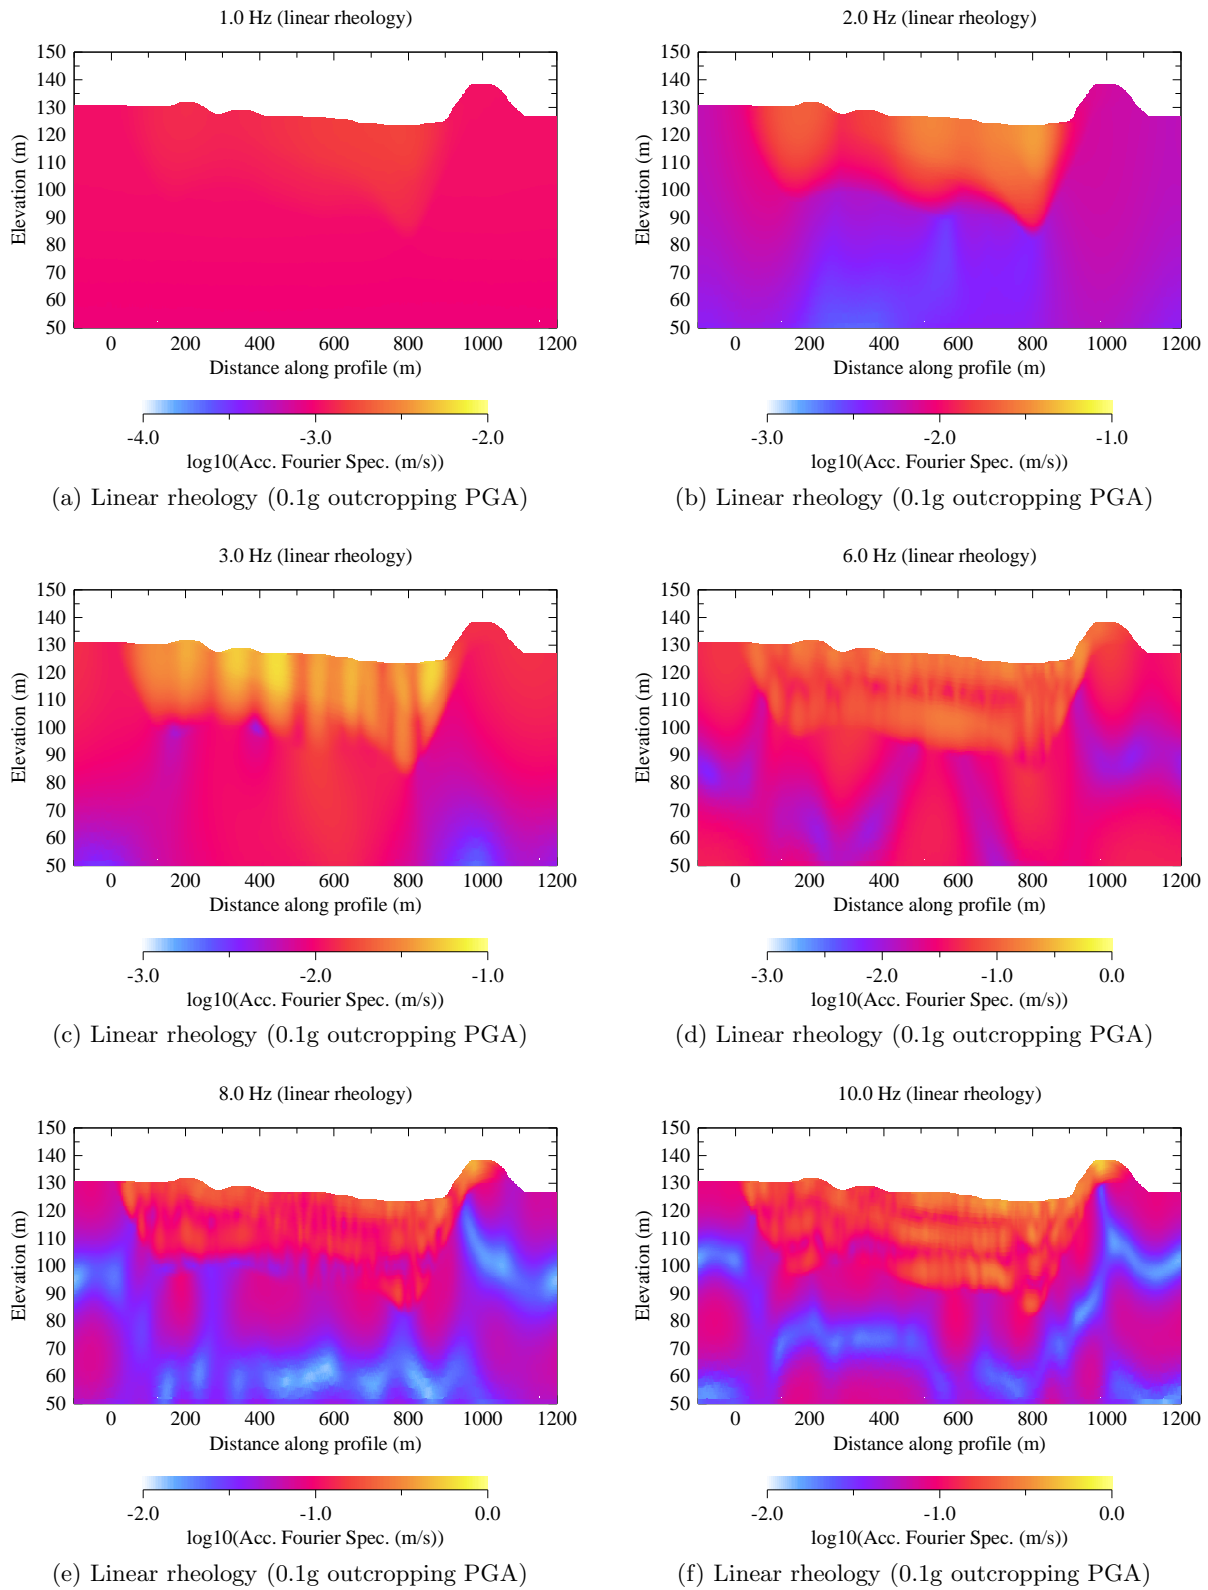 1.0 Hz (linear rheology)
150
140
130
120
110
100
90
80
70
60
50
Elevation (m)
0 200 400 600 800 1000 1200
Distance along profile (m)
-4.0 -3.0 -2.0
log10(Acc. Fourier Spec. (m/s))
(a) Linear rheology (0.1g outcropping PGA)
2.0 Hz (linear rheology)
150
140
130
120
110
100
90
80
70
60
50
Elevation (m)
0 200 400 600 800 1000 1200
Distance along profile (m)
-3.0 -2.0 -1.0
log10(Acc. Fourier Spec. (m/s))
(b) Linear rheology (0.1g outcropping PGA)
3.0 Hz (linear rheology)
150
140
130
120
110
100
90
80
70
60
50
Elevation (m)
0 200 400 600 800 1000 1200
Distance along profile (m)
-3.0 -2.0 -1.0
log10(Acc. Fourier Spec. (m/s))
(c) Linear rheology (0.1g outcropping PGA)
6.0 Hz (linear rheology)
150
140
130
120
110
100
90
80
70
60
50
Elevation (m)
0 200 400 600 800 1000 1200
Distance along profile (m)
-3.0 -2.0 -1.0 0.0
log10(Acc. Fourier Spec. (m/s))
(d) Linear rheology (0.1g outcropping PGA)
8.0 Hz (linear rheology)
150
140
130
120
110
100
90
80
70
60
50
Elevation (m)
0 200 400 600 800 1000 1200
Distance along profile (m)
-2.0 -1.0 0.0
log10(Acc. Fourier Spec. (m/s))
(e) Linear rheology (0.1g outcropping PGA)
10.0 Hz (linear rheology)
150
140
130
120
110
100
90
80
70
60
50
Elevation (m)
0 200 400 600 800 1000 1200
Distance along profile (m)
-2.0 -1.0 0.0
log10(Acc. Fourier Spec. (m/s))
(f) Linear rheology (0.1g outcropping PGA)